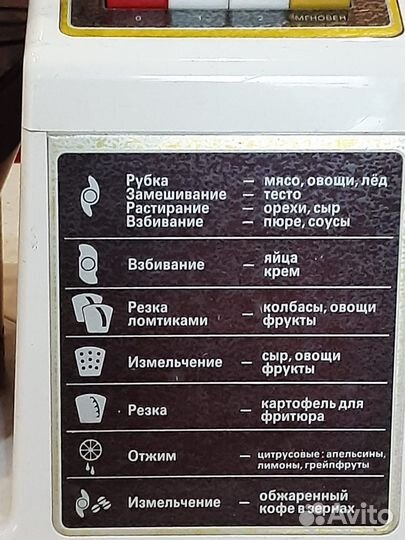 0 1 2 МГНОВЕН
Рубка — мясо, овощи, лёд
Замешивание — тесто
Растирание — орехи, сыр
Взбивание — пюре, соусы
Взбивание — яйца
крем
Резка — колбасы, овощи
ломтиками фрукты
Измельчение — сыр, овощи
фрукты
Резка — картофель для
фритюра
Отжим — цитрусовые: апельсины,
лимоны, грейпфруты
Измельчение — обжаренный
кофе в зернах
Avito